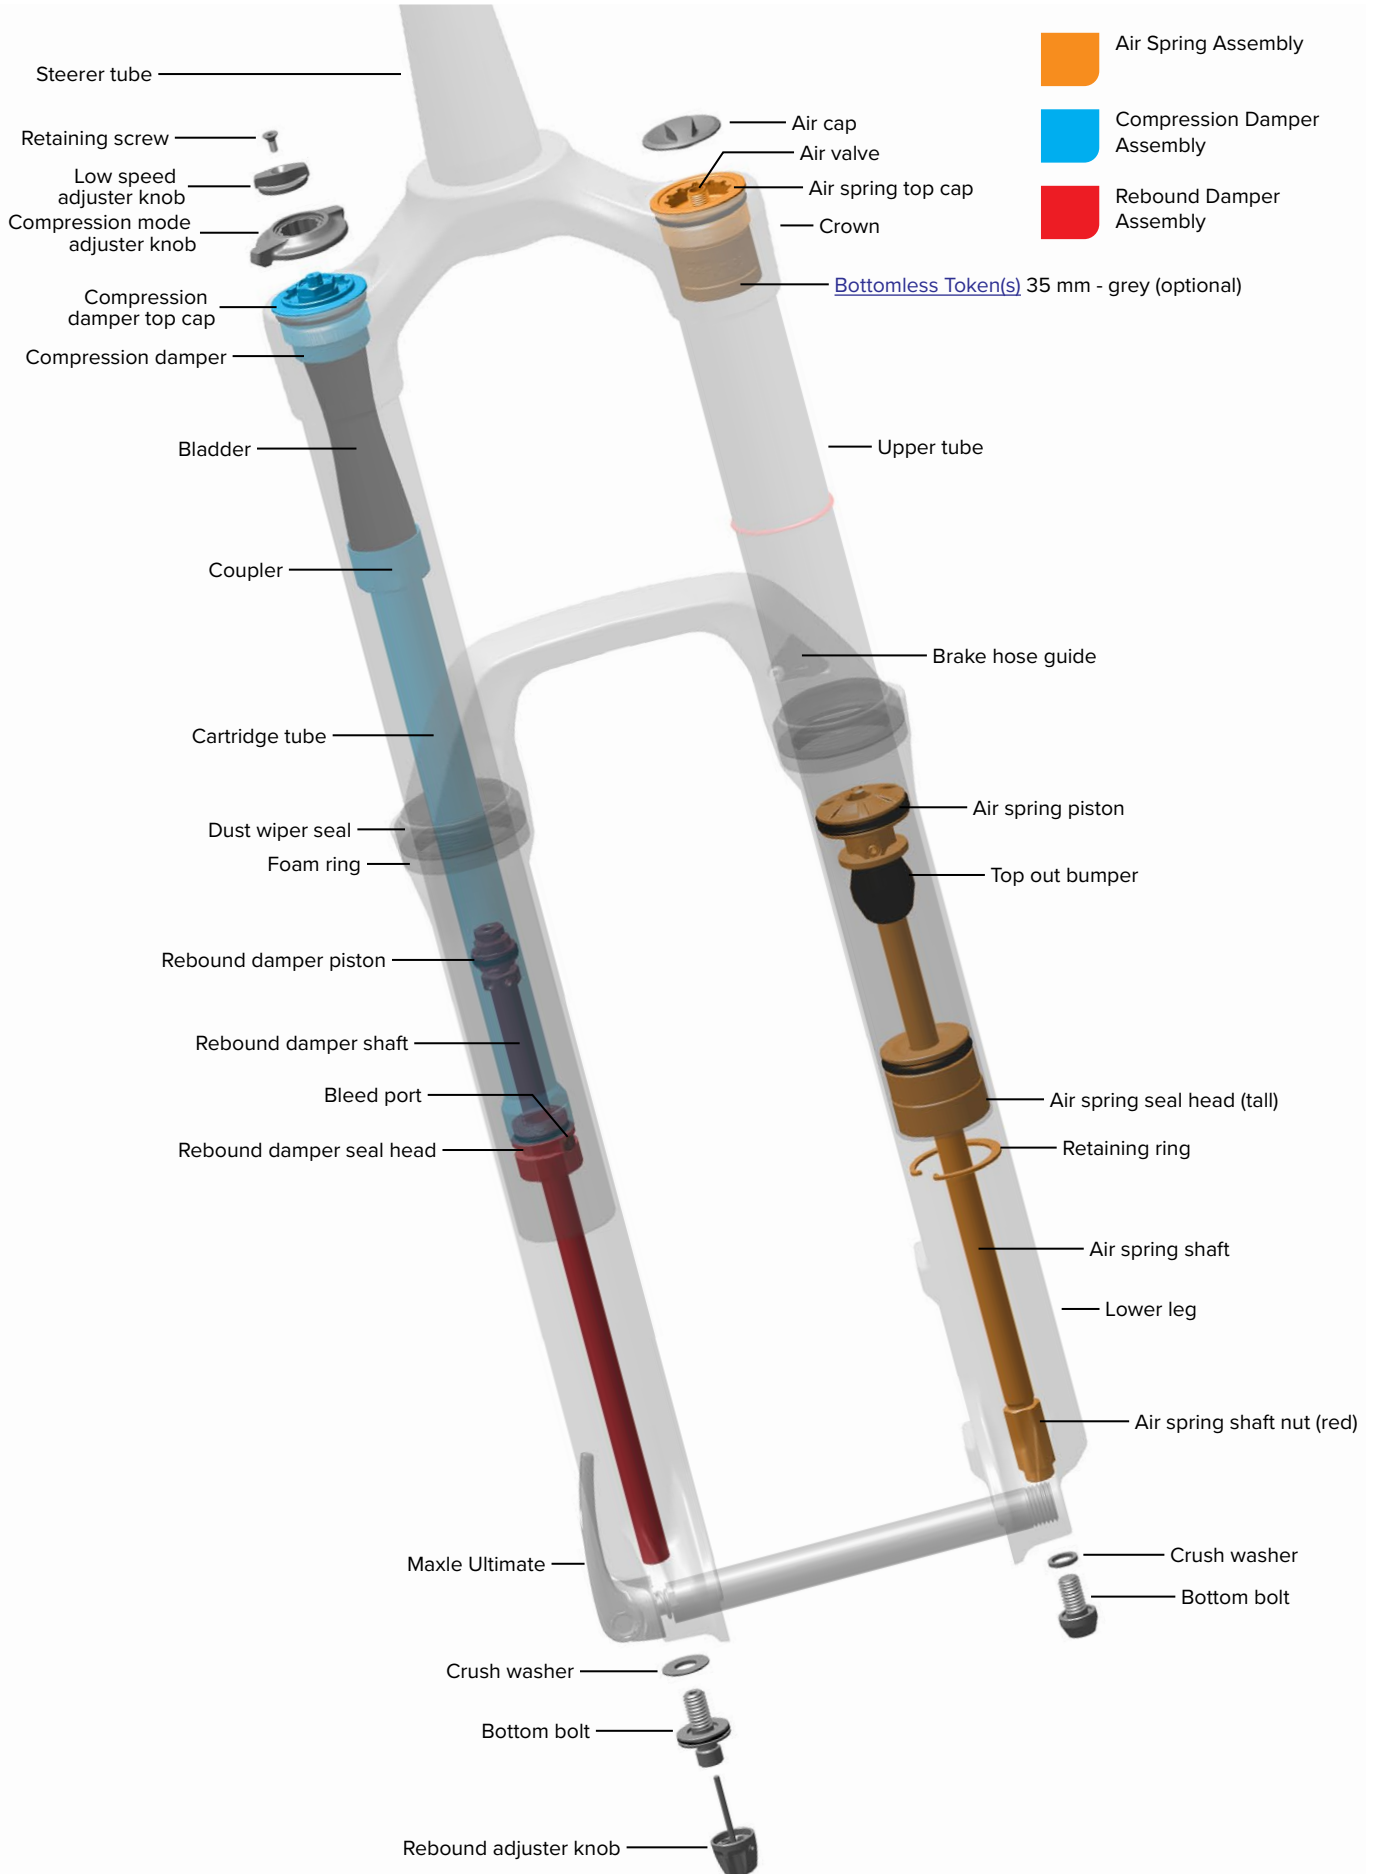 Steerer tube
Retaining screw
Low speed
adjuster knob
Compression mode
adjuster knob
Compression
damper top cap
Compression damper
Bladder
Coupler
Cartridge tube
Dust wiper seal
Foam ring
Rebound damper piston
Rebound damper shaft
Bleed port
Rebound damper seal head
Maxle Ultimate
Crush washer
Bottom bolt
Rebound adjuster knob
Air Spring Assembly
Compression Damper
Assembly
Rebound Damper
Assembly
Air cap
Air valve
Air spring top cap
Crown
Bottomless Token(s) 35 mm - grey (optional)
Upper tube
Brake hose guide
Air spring piston
Top out bumper
Air spring seal head (tall)
Retaining ring
Air spring shaft
Lower leg
Air spring shaft nut (red)
Crush washer
Bottom bolt